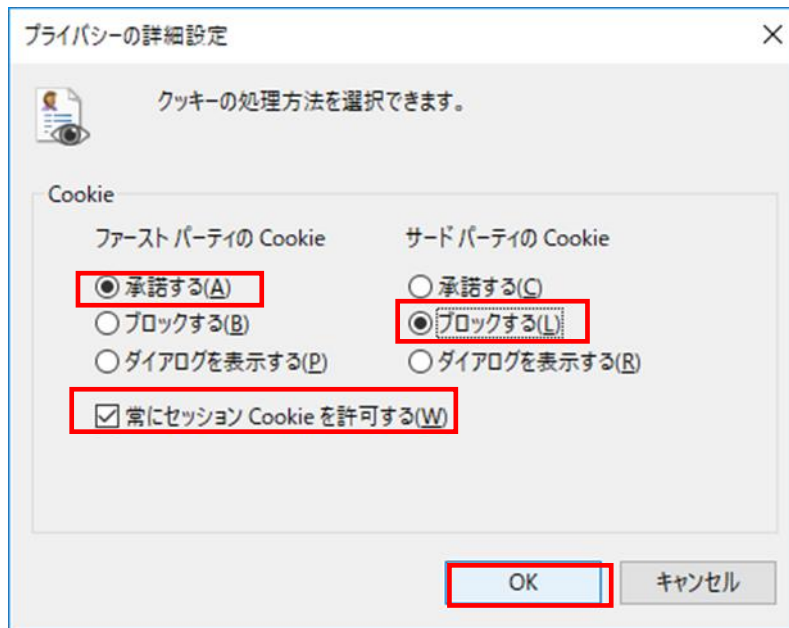 プライバシーの詳細設定
クッキーの処理方法を選択できます。
Cookie
ファースト パーティの Cookie
サード パーティの Cookie
承諾する(A)
承諾する(C)
ブロックする(B)
ブロックする(L)
ダイアログを表示する(P)
ダイアログを表示する(R)
常にセッション Cookie を許可する(W)
OK
キャンセル